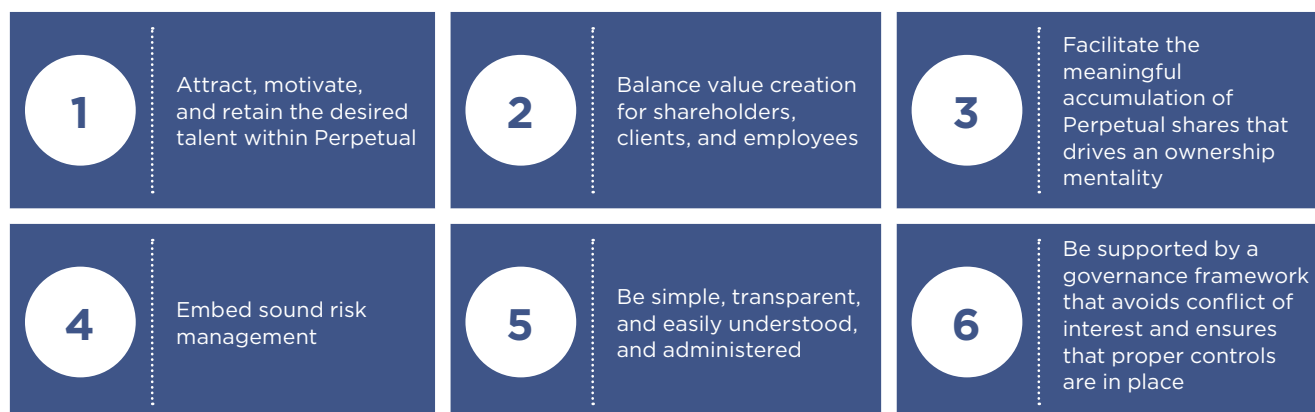 1
Attract, motivate,
and retain the desired
talent within Perpetual
2
Balance value creation
for shareholders,
clients, and employees
3
Facilitate the
meaningful
accumulation of
Perpetual shares that
drives an ownership
mentality
4
Embed sound risk
management
5
Be simple, transparent,
and easily understood,
and administered
6
Be supported by a
governance framework
that avoids conflict of
interest and ensures
that proper controls
are in place